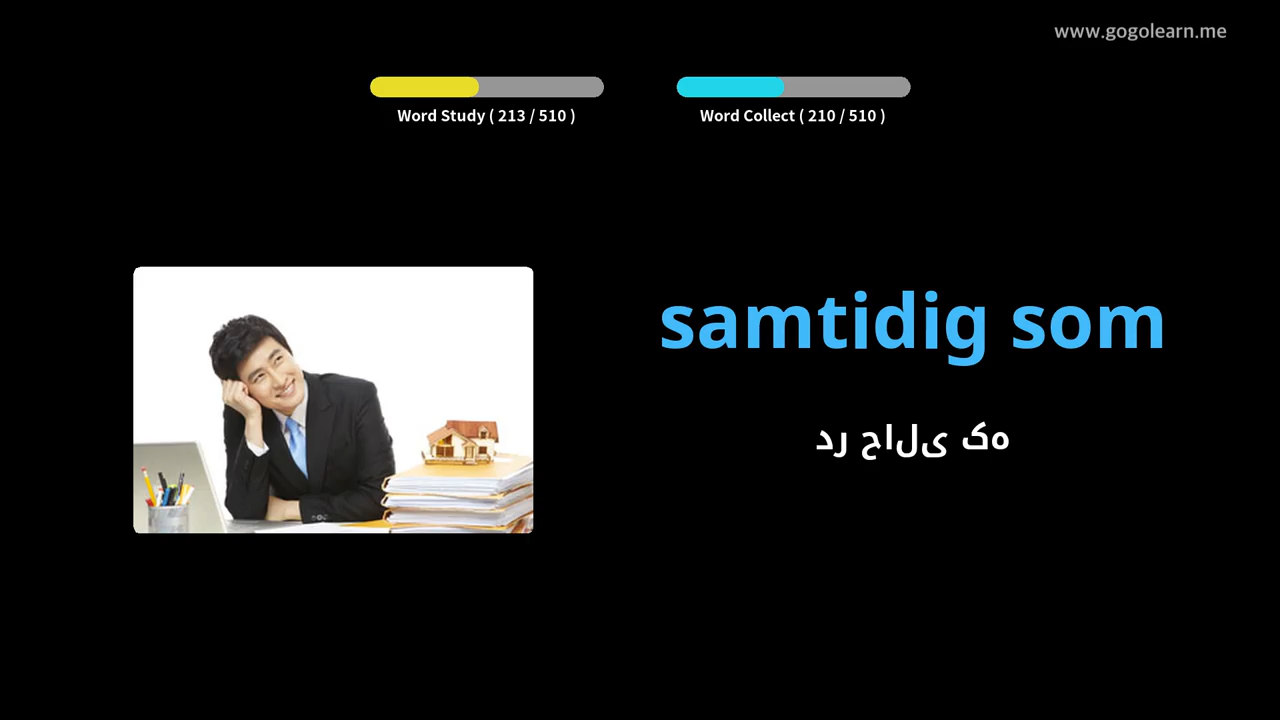 www.gogolearn.me
Word Study ( 213 / 510 )
Word Collect ( 210 / 510 )
samtidig som
در حالی که